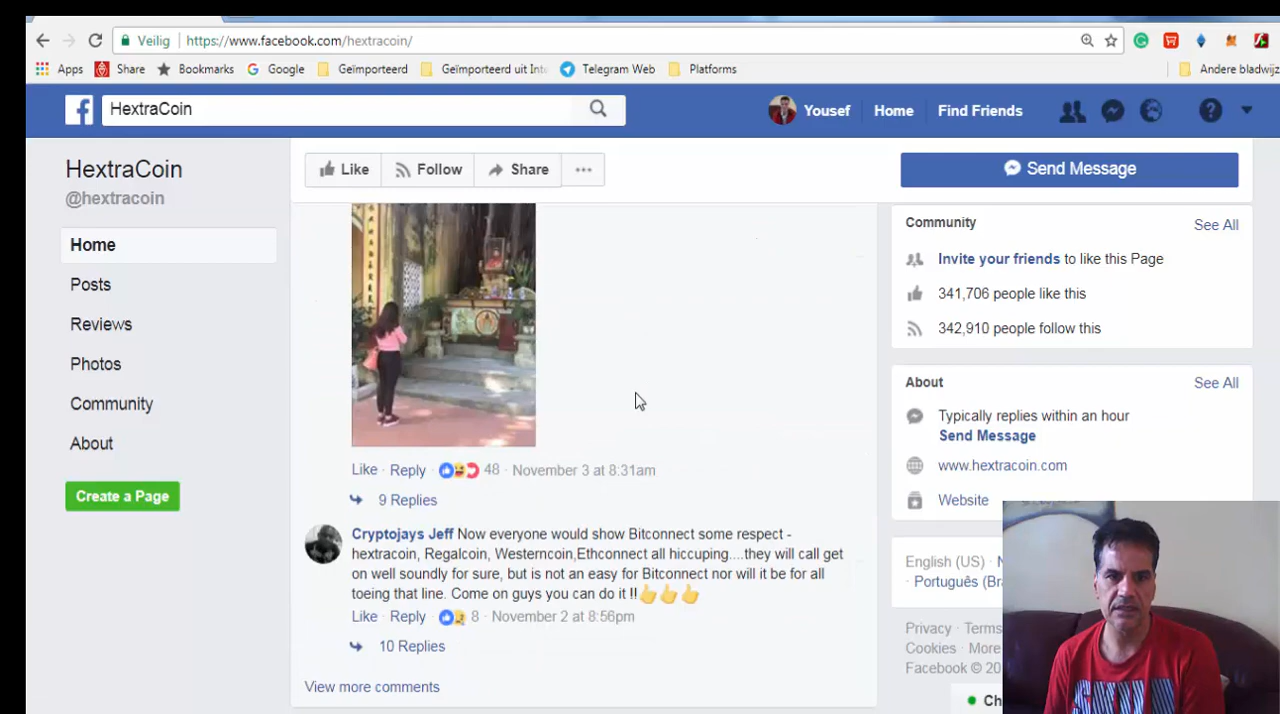 Veilig
https://www.facebook.com/hextracoin/
Apps
Share
Bookmarks
Google
Geïmporteerd
Geïmporteerd uit
Telegram Web
Platforms
Andere bladwijz
HextraCoin
Yousef
Home
Find Friends
HextraCoin
@hextracoin
Home
Posts
Reviews
Photos
Community
About
Create a Page
Like
Follow
Share
Send Message
Like · Reply · 48 · November 3 at 8:31am
9 Replies
Cryptojays Jeff Now everyone would show Bitconnect some respect -
hextracoin, Regalcoin, Westerncoin,Ethconnect all hiccuping....they will call get
on well soundly for sure, but is not an easy for Bitconnect nor will it be for all
toeing that line. Come on guys you can do it !!👍👍👍
Like · Reply · 8 · November 2 at 8:56pm
10 Replies
View more comments
Community
See All
Invite your friends to like this Page
341,706 people like this
342,910 people follow this
About
See All
Typically replies within an hour
Send Message
www.hextracoin.com
Website
English (US) ·
· Português (Bra
Privacy · Terms
Cookies · More
Facebook © 20